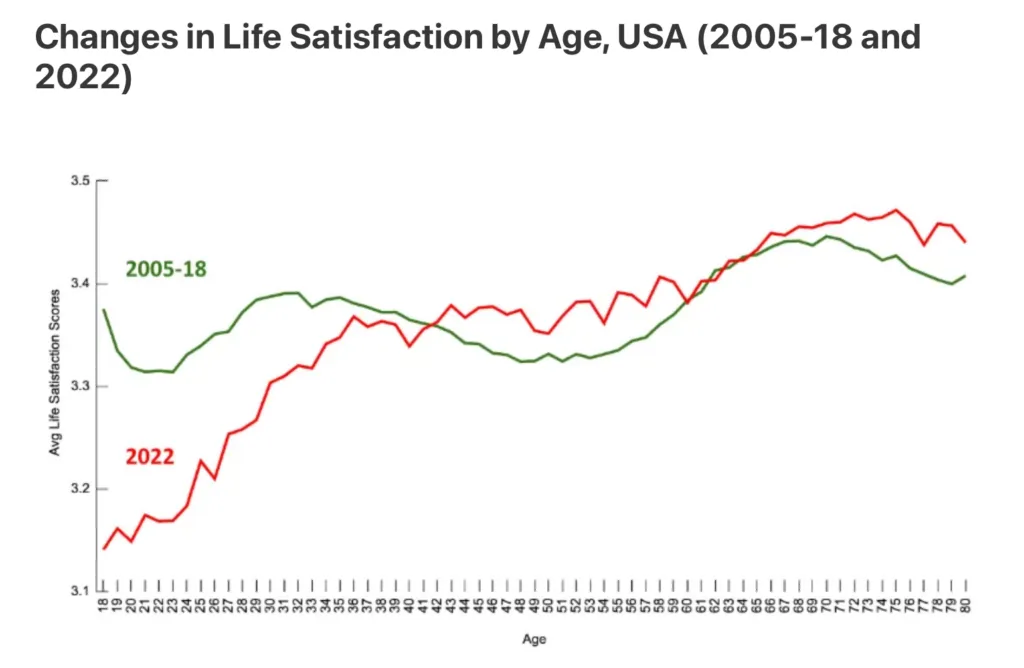 Changes in Life Satisfaction by Age, USA (2005-18 and
2022)
3.5
2005-18
3.4
Avg Life Satisfaction Scores
3.3
2022
3.2
3.1
18 19 20 21 22 23 24 25 26 27 28 29 30 31 32 33 34 35 36 37 38 39 40 41 42 43 44 45 46 47 48 49 50 51 52 53 54 55 56 57 58 59 60 61 62 63 64 65 66 67 68 69 70 71 72 73 74 75 76 77 78 79 80
Age